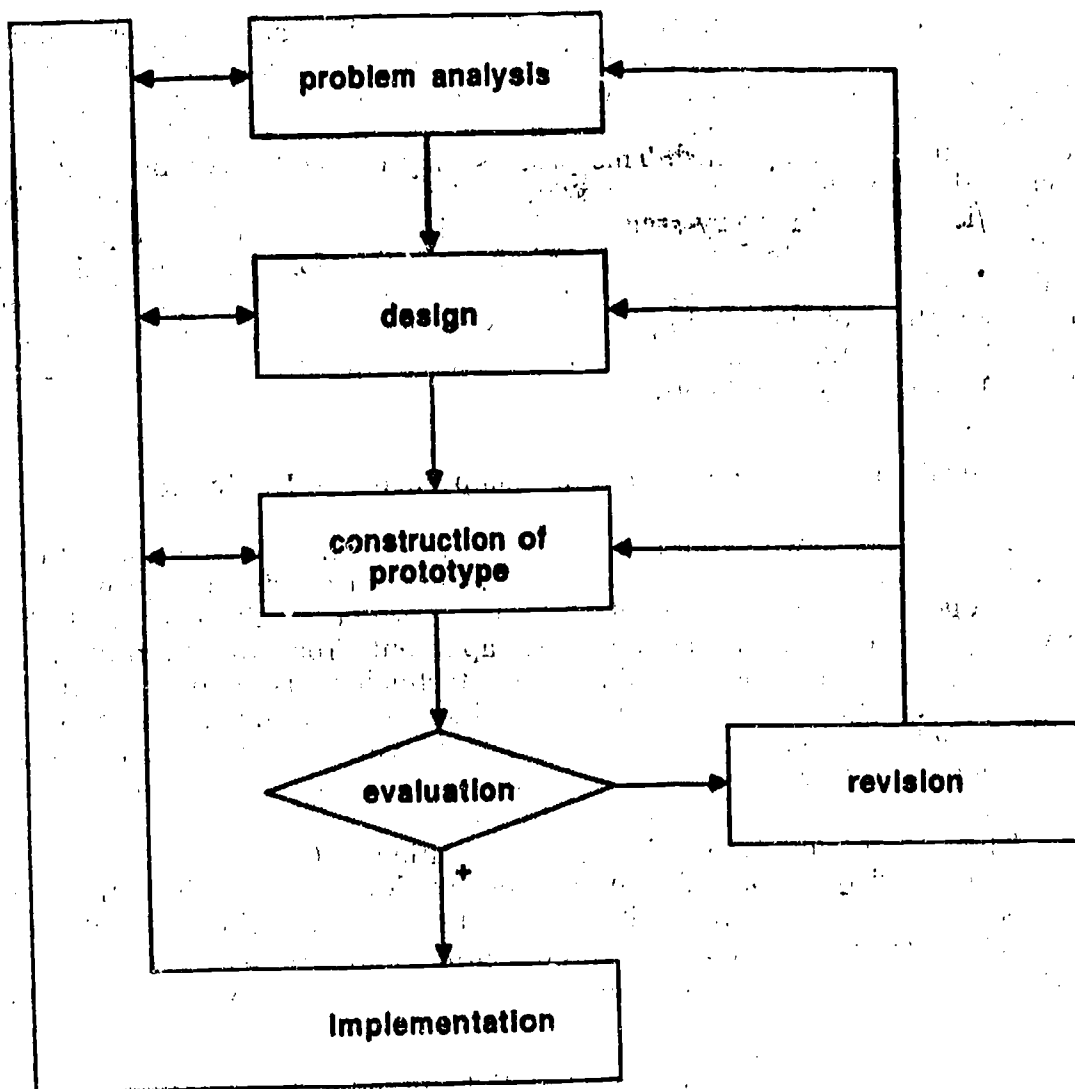 problem analysis
design
construction of
prototype
evaluation
revision
+
Implementation